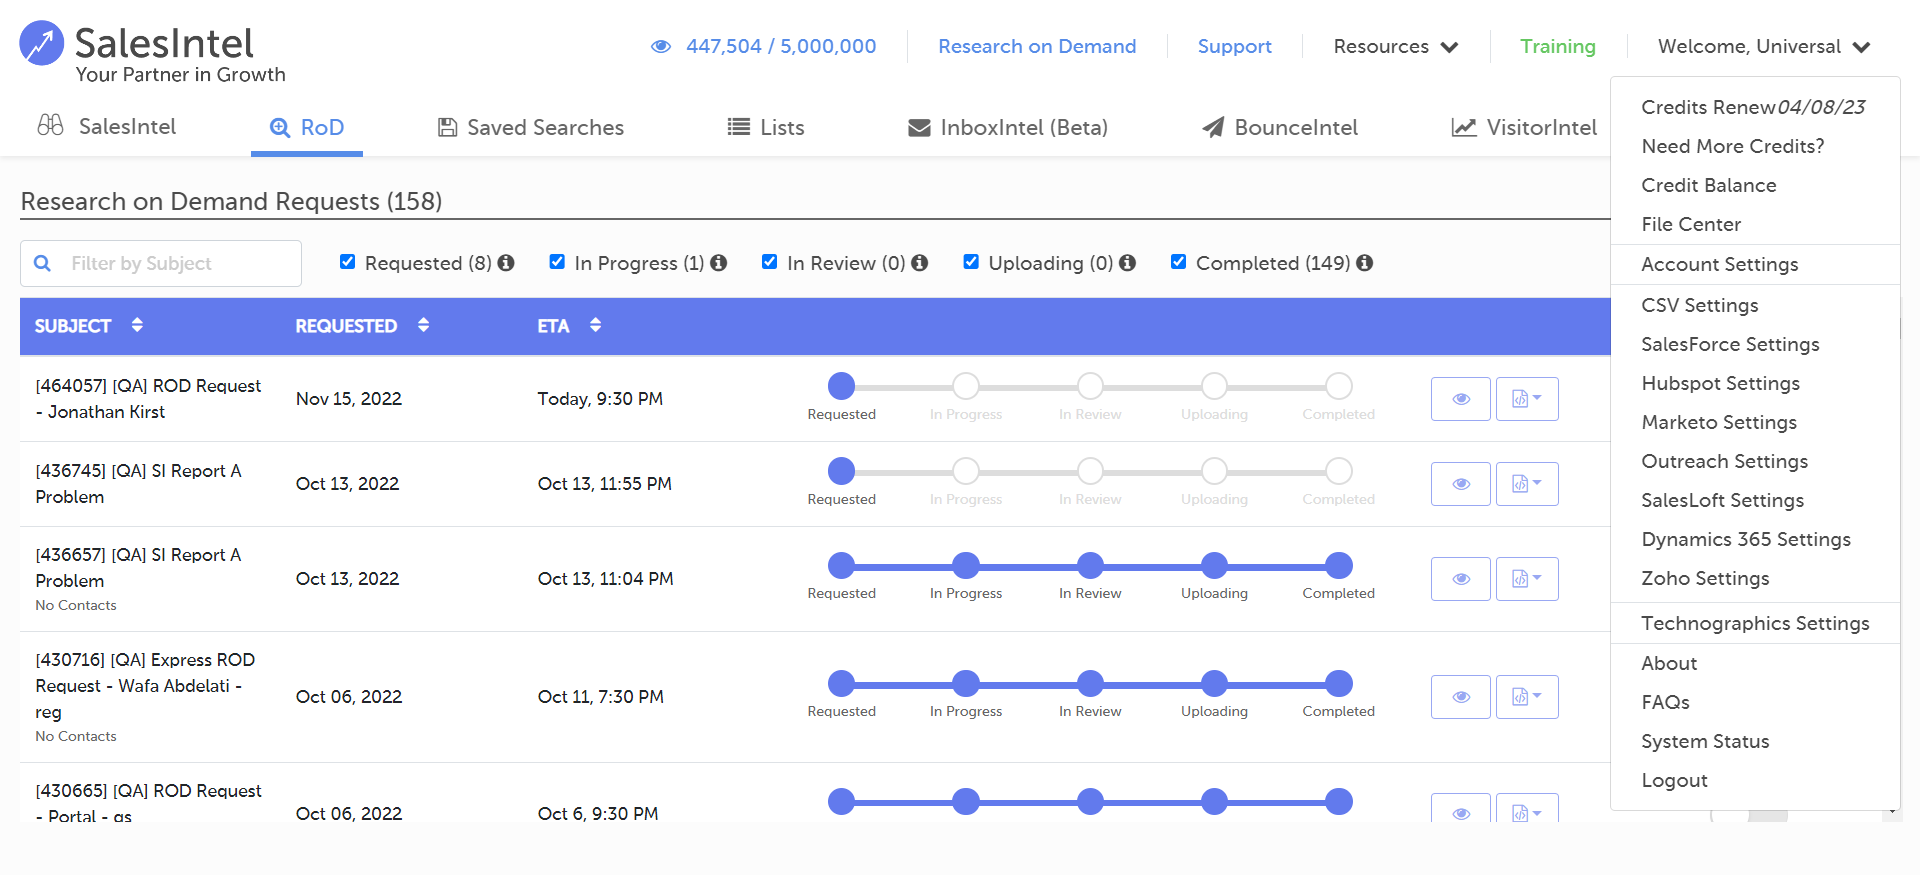 SalesIntel
Your Partner in Growth
447,504 / 5,000,000
Research on Demand
Support
Resources
Training
Welcome, Universal
SalesIntel
RoD
Saved Searches
Lists
InboxIntel (Beta)
BounceIntel
VisitorIntel
Credits Renew04/08/23
Need More Credits?
Credit Balance
File Center
Account Settings
CSV Settings
SalesForce Settings
Hubspot Settings
Marketo Settings
Outreach Settings
SalesLoft Settings
Dynamics 365 Settings
Zoho Settings
Technographics Settings
About
FAQs
System Status
Logout
Research on Demand Requests (158)
Filter by Subject
Requested (8)
In Progress (1)
In Review (0)
Uploading (0)
Completed (149)
SUBJECT
REQUESTED
ETA
[464057] [QA] ROD Request
- Jonathan Kirst
Nov 15, 2022
Today, 9:30 PM
Requested
In Progress
In Review
Uploading
Completed
[436745] [QA] SI Report A
Problem
Oct 13, 2022
Oct 13, 11:55 PM
Requested
In Progress
In Review
Uploading
Completed
[436657] [QA] SI Report A
Problem
No Contacts
Oct 13, 2022
Oct 13, 11:04 PM
Requested
In Progress
In Review
Uploading
Completed
[430716] [QA] Express ROD
Request - Wafa Abdelati -
reg
No Contacts
Oct 06, 2022
Oct 11, 7:30 PM
Requested
In Progress
In Review
Uploading
Completed
[430665] [QA] ROD Request
- Portal - qs
Oct 06, 2022
Oct 6, 9:30 PM